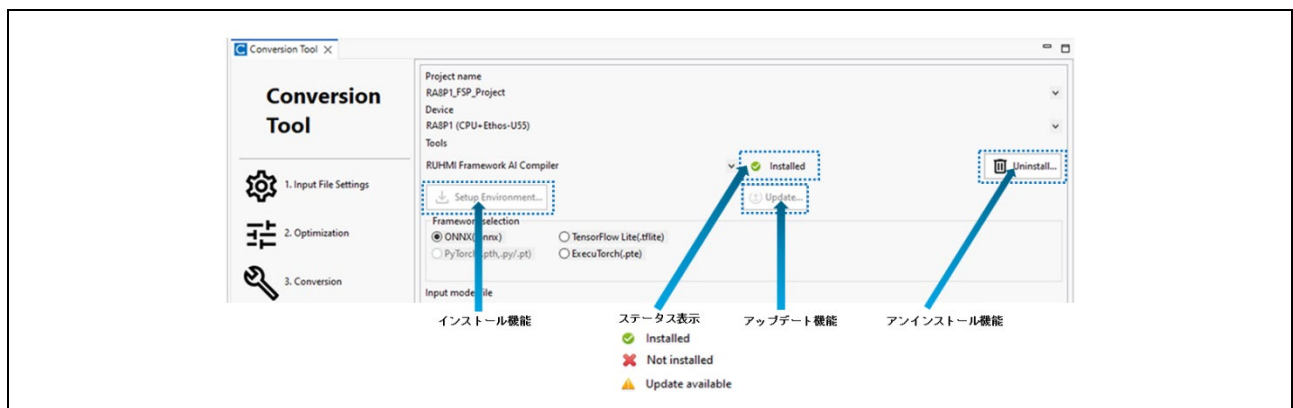 Conversion Tool
Conversion
Tool
1. Input File Settings
2. Optimization
3. Conversion
Project name
RA8P1_FSP_Project
Device
RA8P1 (CPU+Ethos-U55)
Tools
RUHMI Framework AI Compiler
Installed
Uninstall...
Setup Environment...
Update...
Framework selection
ONNX(.onnx)
TensorFlow Lite(.tflite)
PyTorch(.pth,.py/.pt)
ExecuTorch(.pte)
Input model file
インストール機能
ステータス表示
アップデート機能
アンインストール機能
Installed
Not installed
Update available